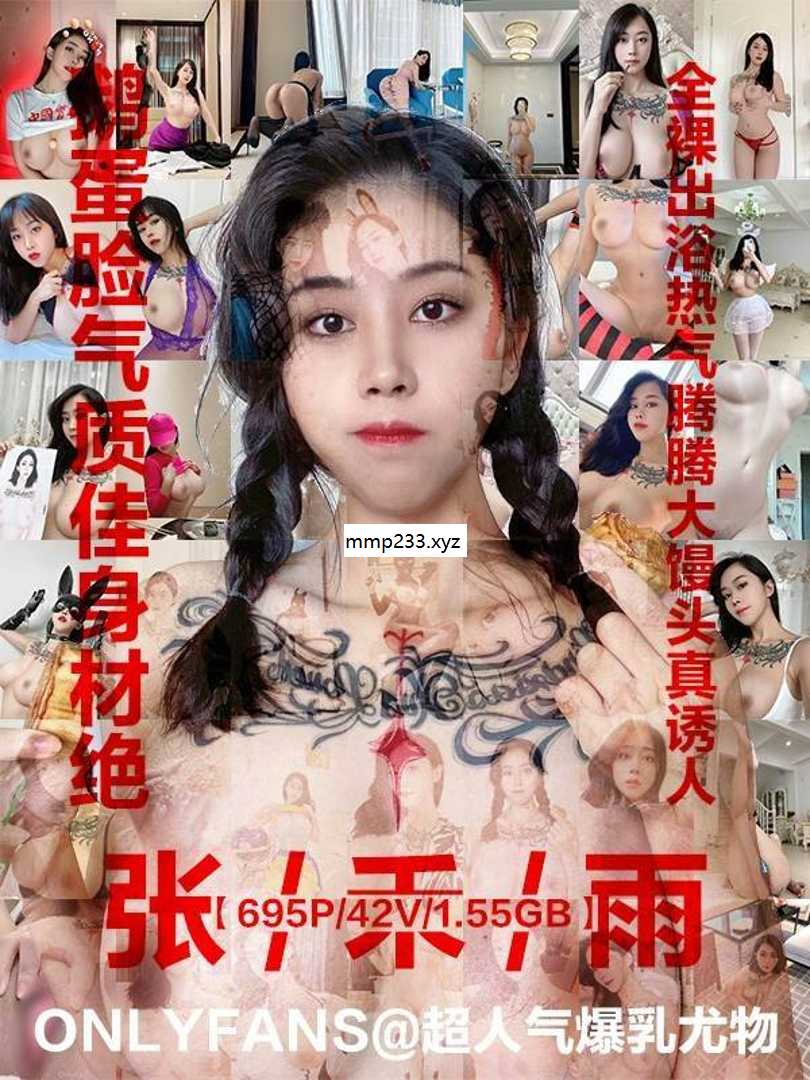 鹅蛋脸气质佳身材绝
全裸出浴热气腾腾大馒头真诱人
mmp233.xyz
张/禾/雨
【695P/42V/1.55GB】
ONLYFANS@超人气爆乳尤物